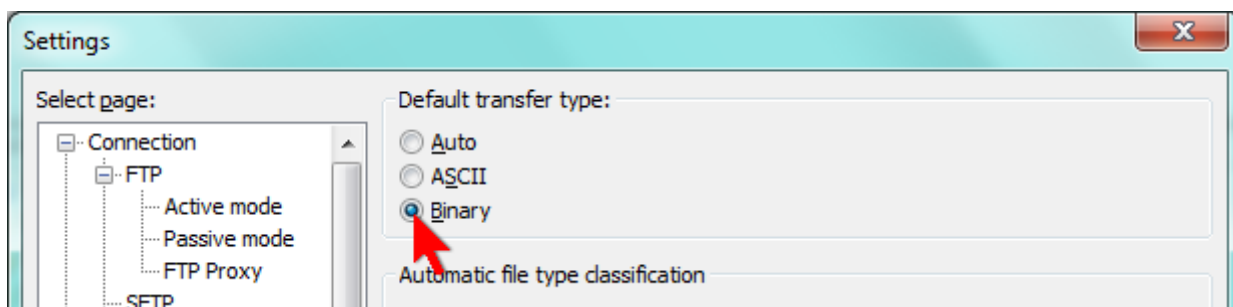 Settings
Select page:
Connection
FTP
Active mode
Passive mode
FTP Proxy
SFTP
Default transfer type:
Auto
ASCII
Binary
Automatic file type classification